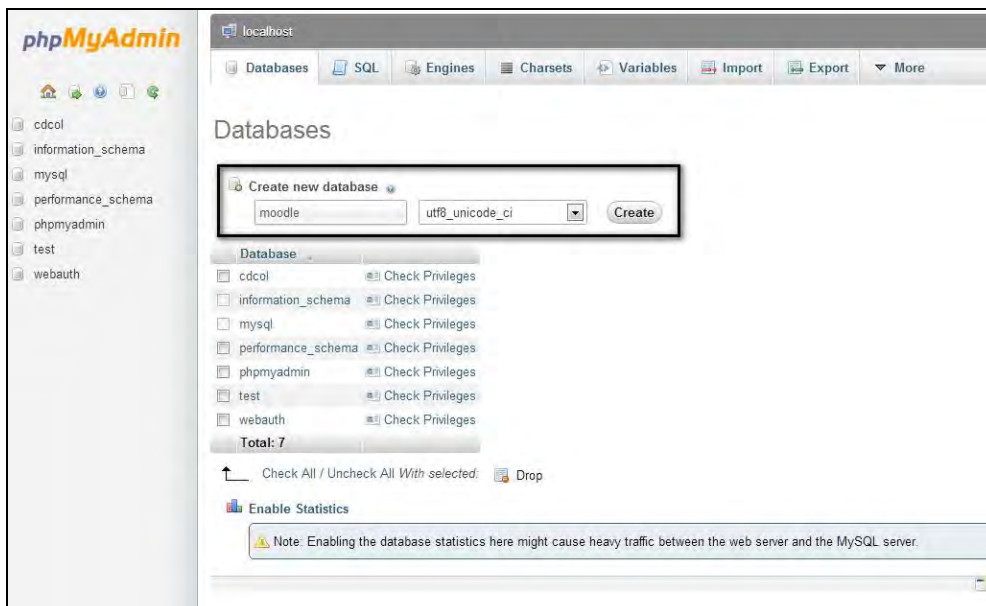 phpMyAdmin
cdcol
information_schema
mysql
performance_schema
phpmyadmin
test
webauth
localhost
Databases SQL Engines Charsets Variables Import Export More
Databases
Create new database
moodle utf8_unicode_ci Create
Database
cdcol Check Privileges
information_schema Check Privileges
mysql Check Privileges
performance_schema Check Privileges
phpmyadmin Check Privileges
test Check Privileges
webauth Check Privileges
Total: 7
Check All / Uncheck All With selected: Drop
Enable Statistics
Note: Enabling the database statistics here might cause heavy traffic between the web server and the MySQL server.